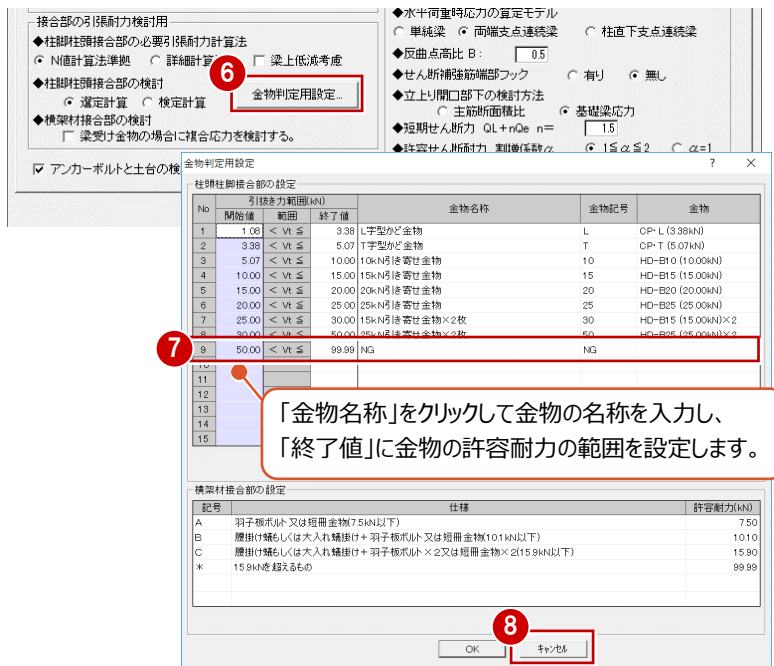 接合部の引張耐力検討用
◆柱脚柱頭接合部の必要引張耐力計算法
N値計算法準拠 詳細計算 梁上低減考慮
6
◆柱脚柱頭接合部の検討
選定計算 検定計算 金物判定用設定...
◆横架材接合部の検討
梁受け金物の場合に複合応力を検討する。
アンカーボルトと土台の検
◆水平荷重時応力の算定モデル
単純梁 両端支点連続梁 柱直下支点連続梁
◆反曲点高比 B: 0.5
◆せん断補強筋端部フック 有り 無し
◆立上り開口部下の検討方法
主筋断面積比 基礎梁応力
◆短期せん断力 QL+nQe n= 1.5
◆許容せん断耐力 割増係数α 1≦α≦2 α=1
金物判定用設定 ? ×
柱頭柱脚接合部の設定
No 引抜き力範囲(kN) 金物名称 金物記号 金物
開始値 範囲 終了値
1 1.08 < Vt ≦ 3.38 L字型かど金物 L CP・L (3.38kN)
2 3.38 < Vt ≦ 5.07 T字型かど金物 T CP・T (5.07kN)
3 5.07 < Vt ≦ 10.00 10kN引き寄せ金物 10 HD-B10 (10.00kN)
4 10.00 < Vt ≦ 15.00 15kN引き寄せ金物 15 HD-B15 (15.00kN)
5 15.00 < Vt ≦ 20.00 20kN引き寄せ金物 20 HD-B20 (20.00kN)
6 20.00 < Vt ≦ 25.00 25kN引き寄せ金物 25 HD-B25 (25.00kN)
7 25.00 < Vt ≦ 30.00 15kN引き寄せ金物×2枚 30 HD-B15 (15.00kN)×2
8 30.00 < Vt ≦ 50.00 25kN引き寄せ金物×2枚 50 HD-B25 (25.00kN)×2
7
9 50.00 < Vt ≦ 99.99 NG NG
10
11
12
13
14
15
「金物名称」をクリックして金物の名称を入力し、
「終了値」に金物の許容耐力の範囲を設定します。
横架材接合部の設定
記号 仕様 許容耐力(kN)
A 羽子板ボルト又は短冊金物(7.5kN以下) 7.50
B 腰掛け蟻もしくは大入れ蟻掛け+羽子板ボルト又は短冊金物(10.1kN以下) 10.10
C 腰掛け蟻もしくは大入れ蟻掛け+羽子板ボルト×2又は短冊金物×2(15.9kN以下) 15.90
* 15.9kNを超えるもの 99.99
8
OK キャンセル